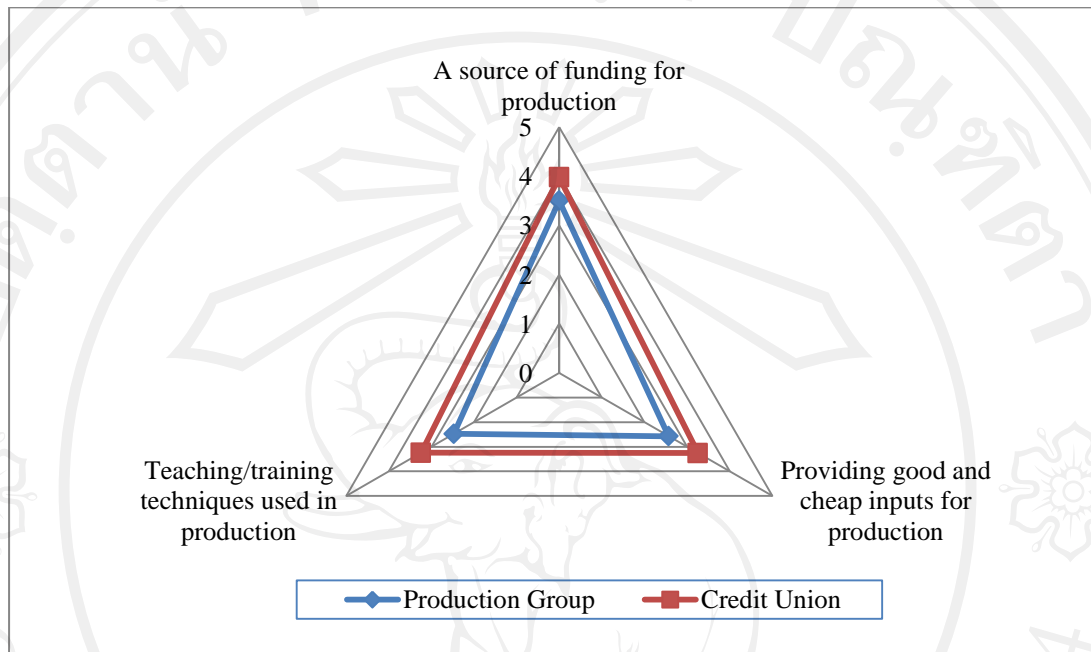 A source of funding for
production
5
4
3
2
1
0
Teaching/training
techniques used in
production
Providing good and
cheap inputs for
production
Production Group
Credit Union